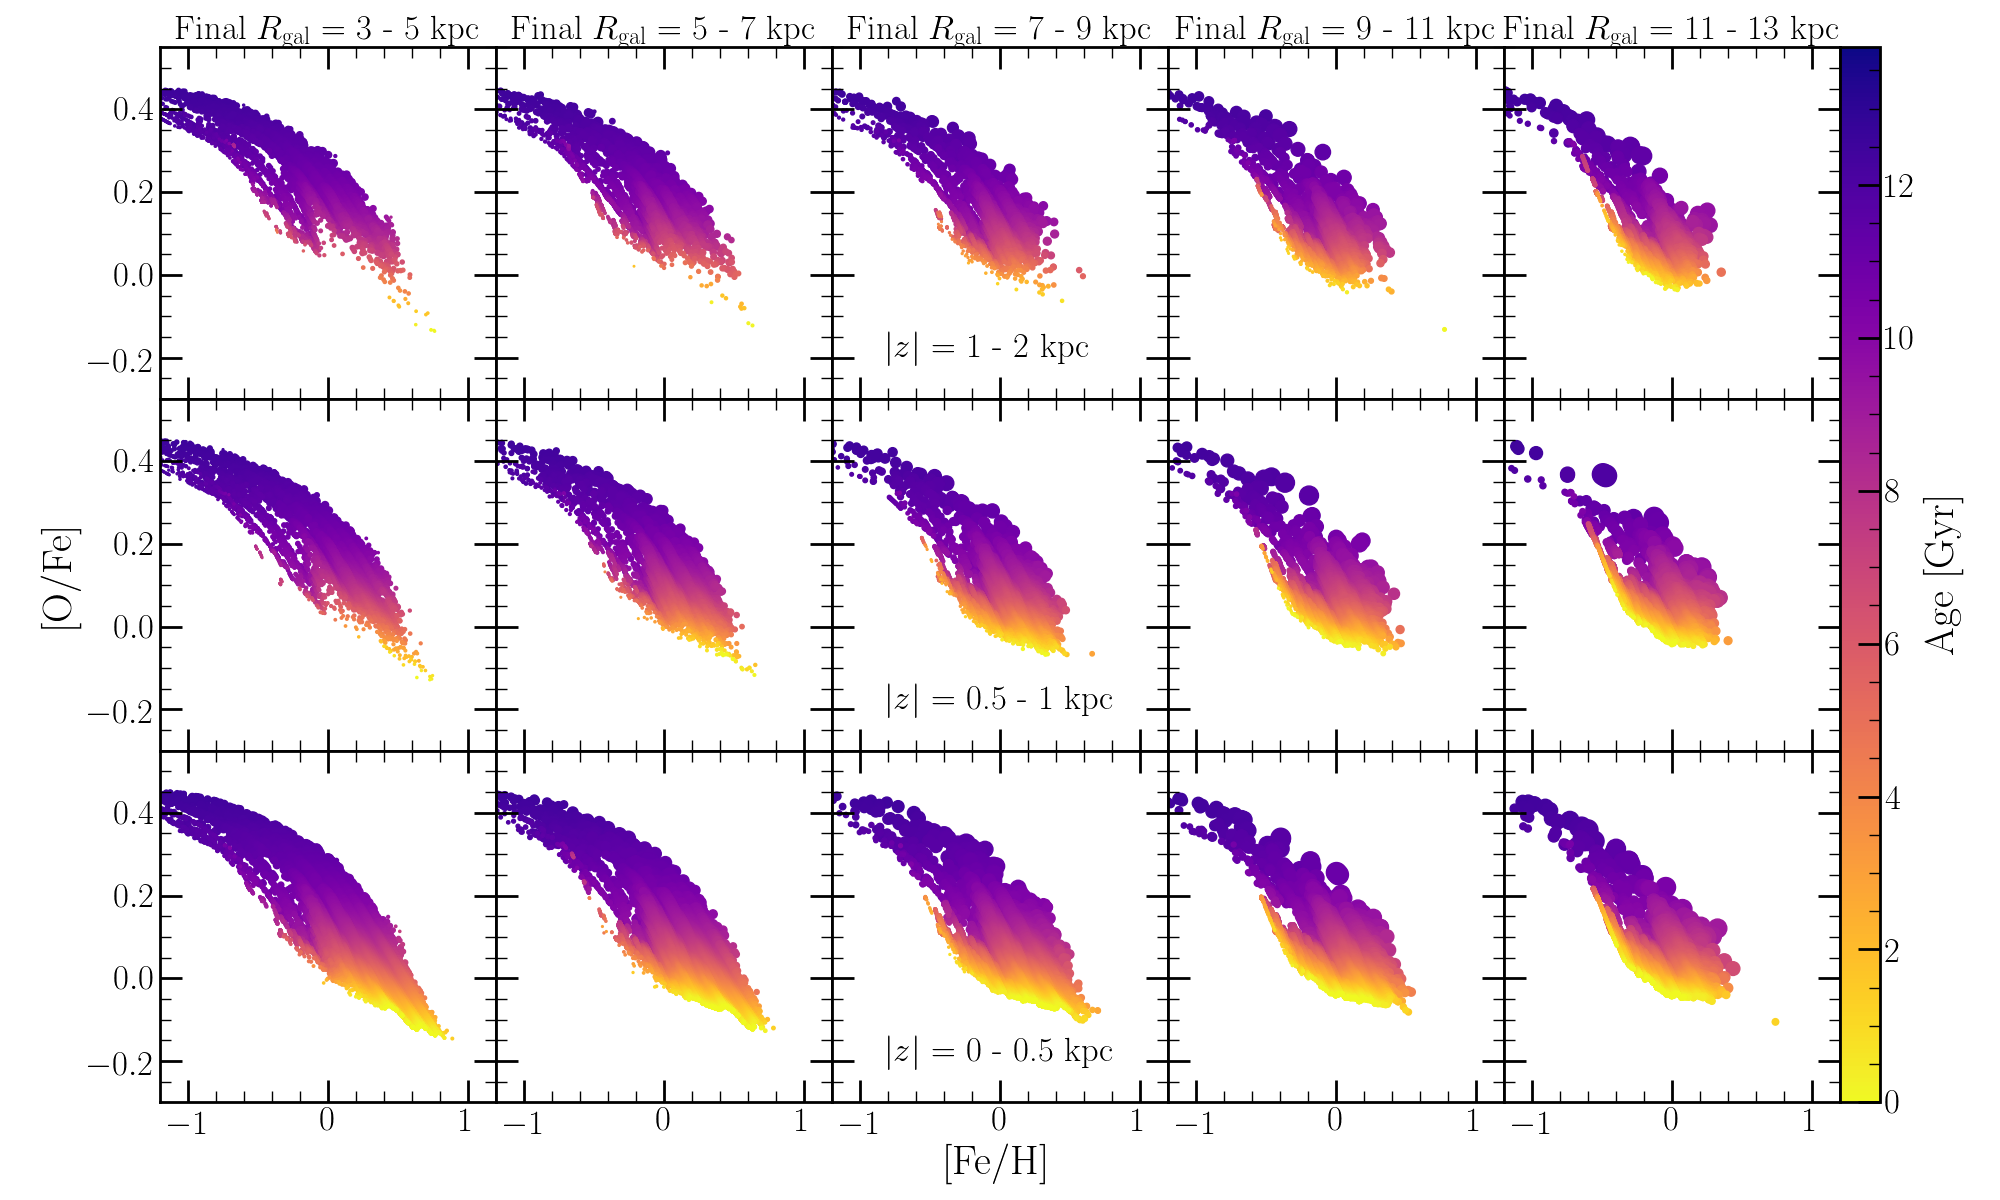 Final R_gal = 3 - 5 kpc
Final R_gal = 5 - 7 kpc
Final R_gal = 7 - 9 kpc
Final R_gal = 9 - 11 kpc
Final R_gal = 11 - 13 kpc
0.4
0.2
0.0
−0.2
|z| = 1 - 2 kpc
0.4
0.2
0.0
−0.2
|z| = 0.5 - 1 kpc
0.4
0.2
0.0
−0.2
|z| = 0 - 0.5 kpc
[O/Fe]
−1 0 1
−1 0 1
−1 0 1
−1 0 1
−1 0 1
[Fe/H]
12
10
8
6
4
2
0
Age [Gyr]